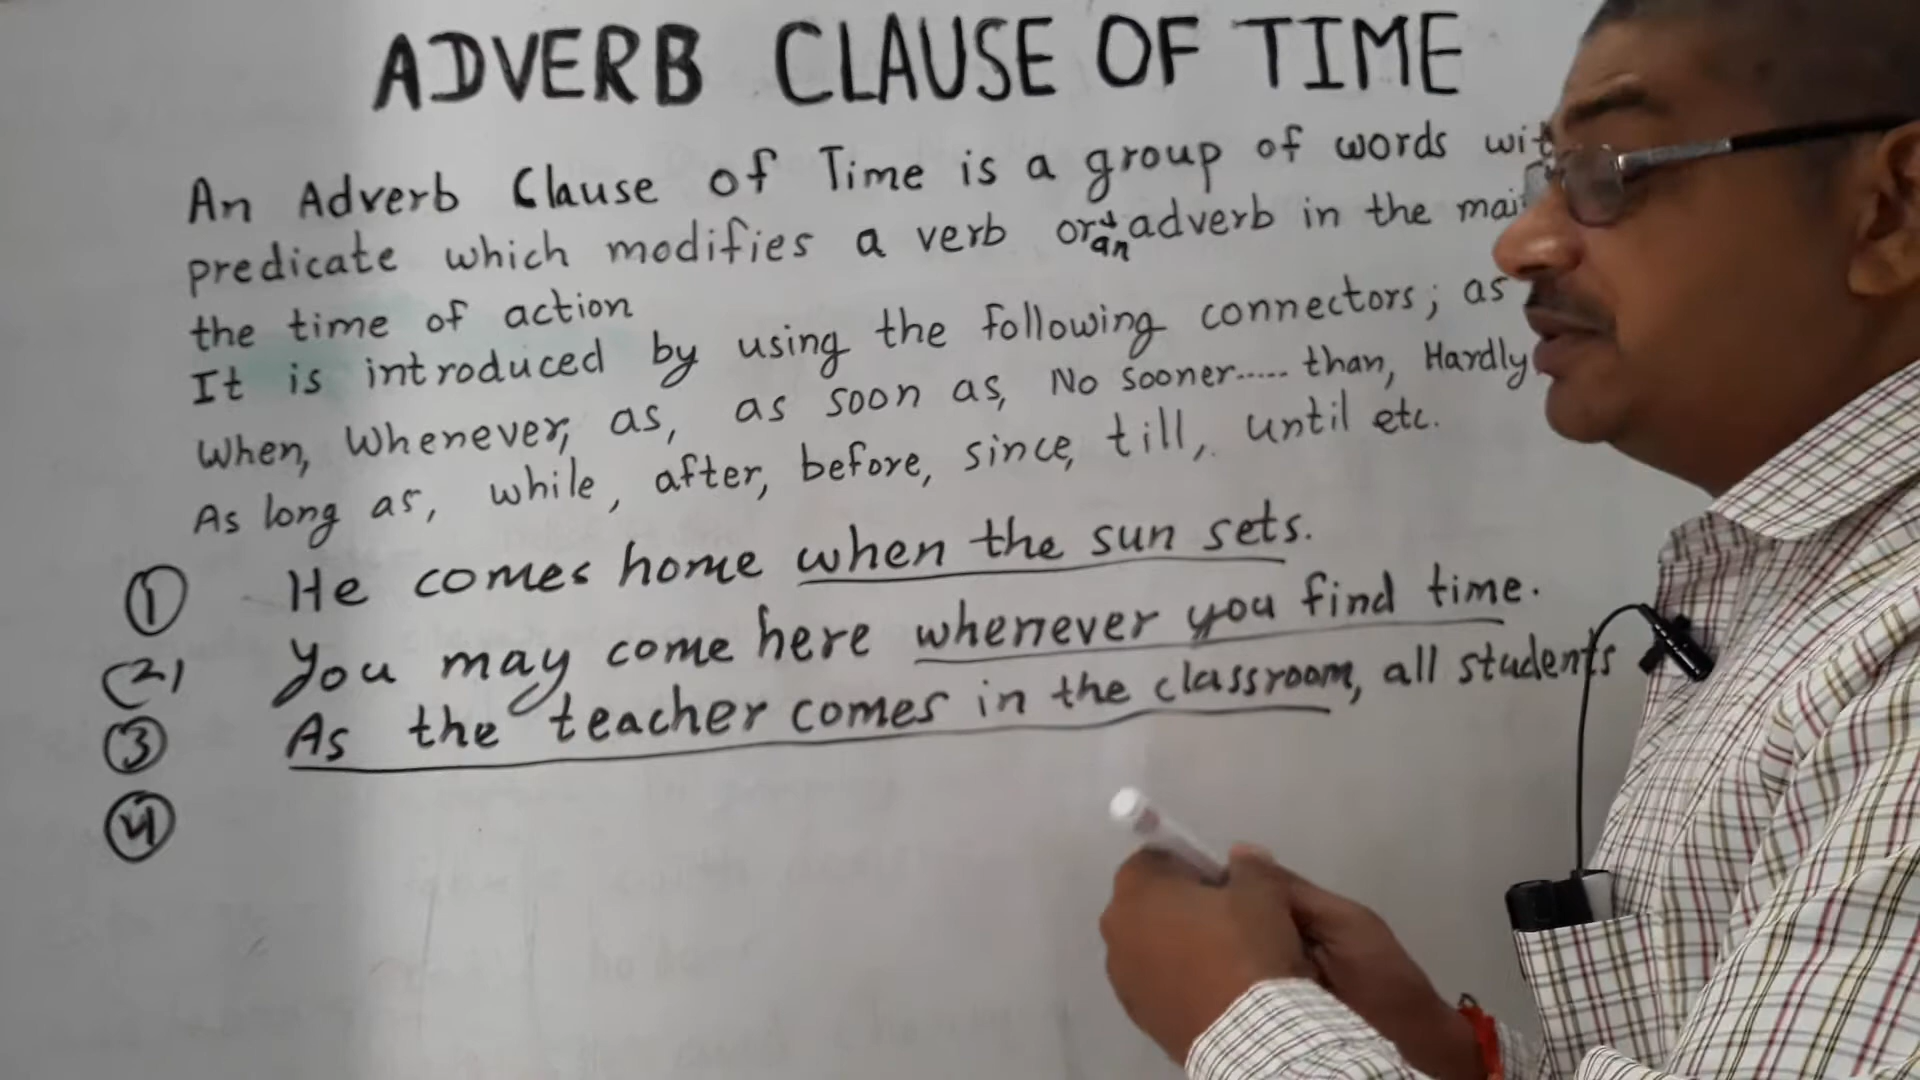 ADVERB CLAUSE OF TIME
An Adverb Clause of Time is a group of words
predicate which modifies a verb or an adverb in the
the time of action
It is introduced by using the following connectors; as
When, Whenever, as, as soon as, No sooner..... than, Hardly
As long as, while, after, before, since, till, until etc.
1 He comes home when the sun sets.
(2) You may come here whenever you find time.
3 As the teacher comes in the classroom, all students
4